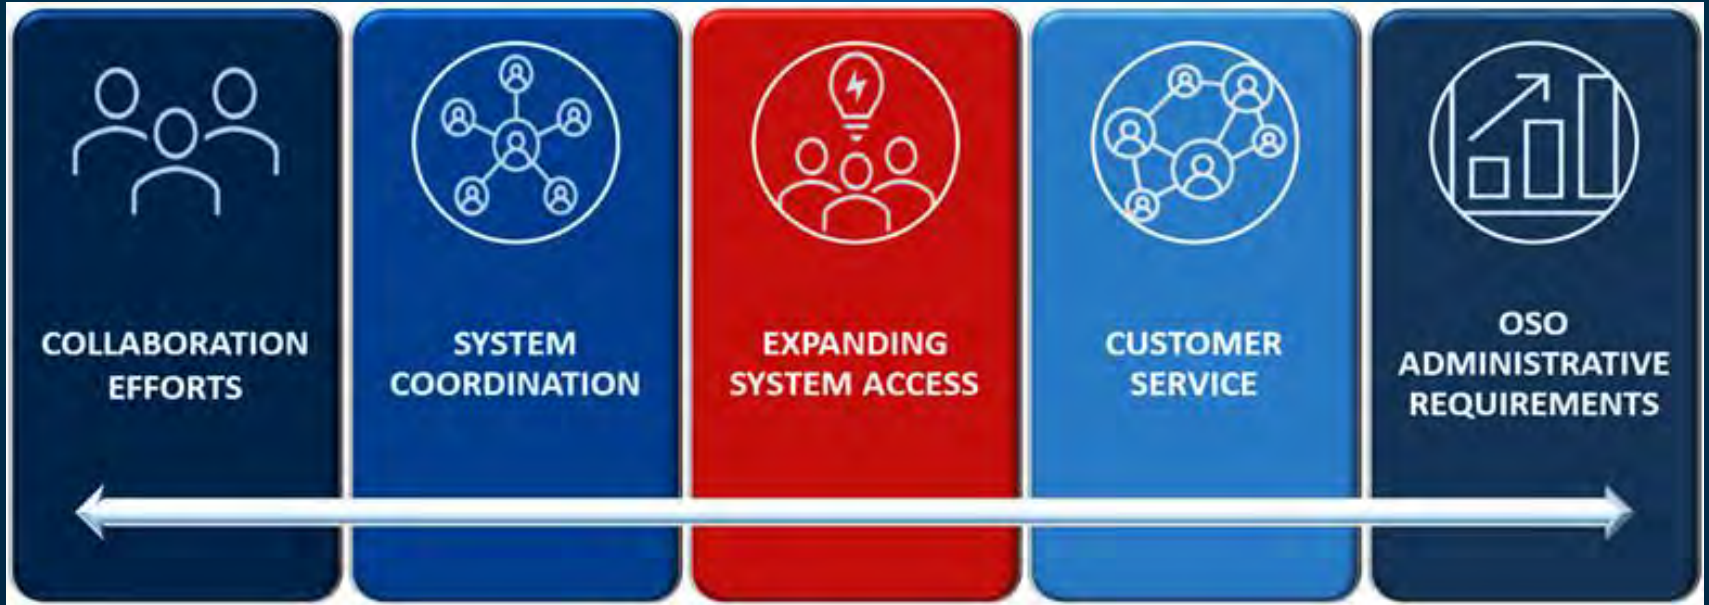 COLLABORATION
EFFORTS
SYSTEM
COORDINATION
EXPANDING
SYSTEM ACCESS
CUSTOMER
SERVICE
OSO
ADMINISTRATIVE
REQUIREMENTS